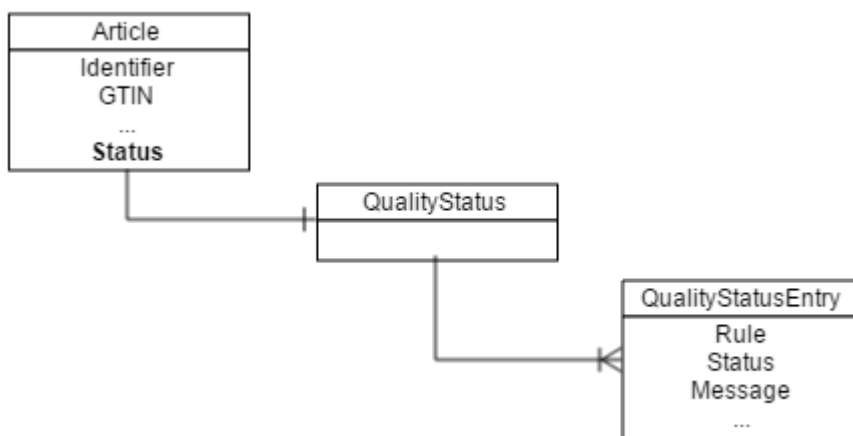 Article
Identifier
GTIN
...
Status
QualityStatus
QualityStatusEntry
Rule
Status
Message
...